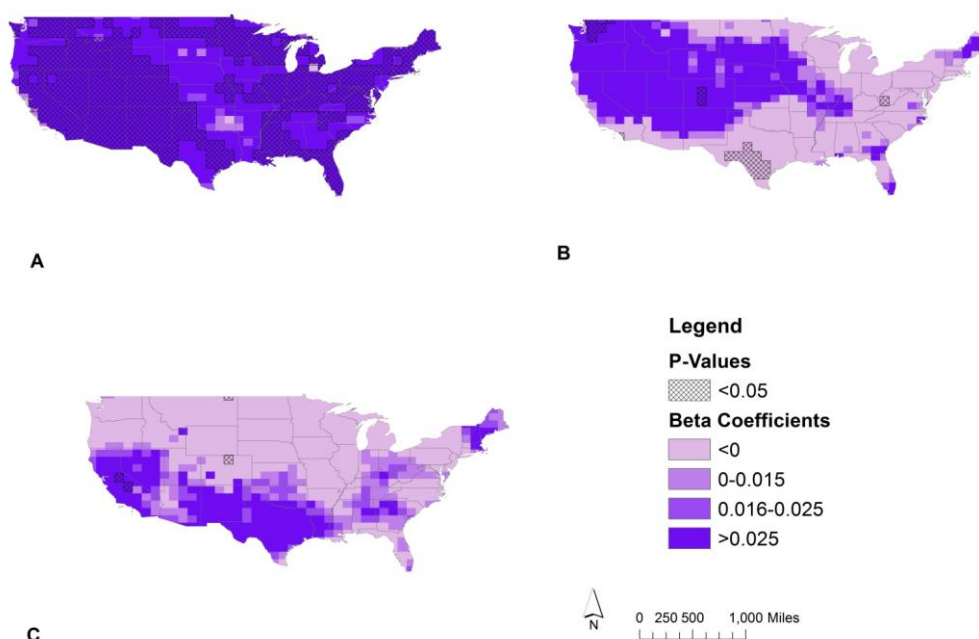 A
B
C
Legend
P-Values
<0.05
Beta Coefficients
<0
0-0.015
0.016-0.025
>0.025
N
0 250 500 1,000 Miles